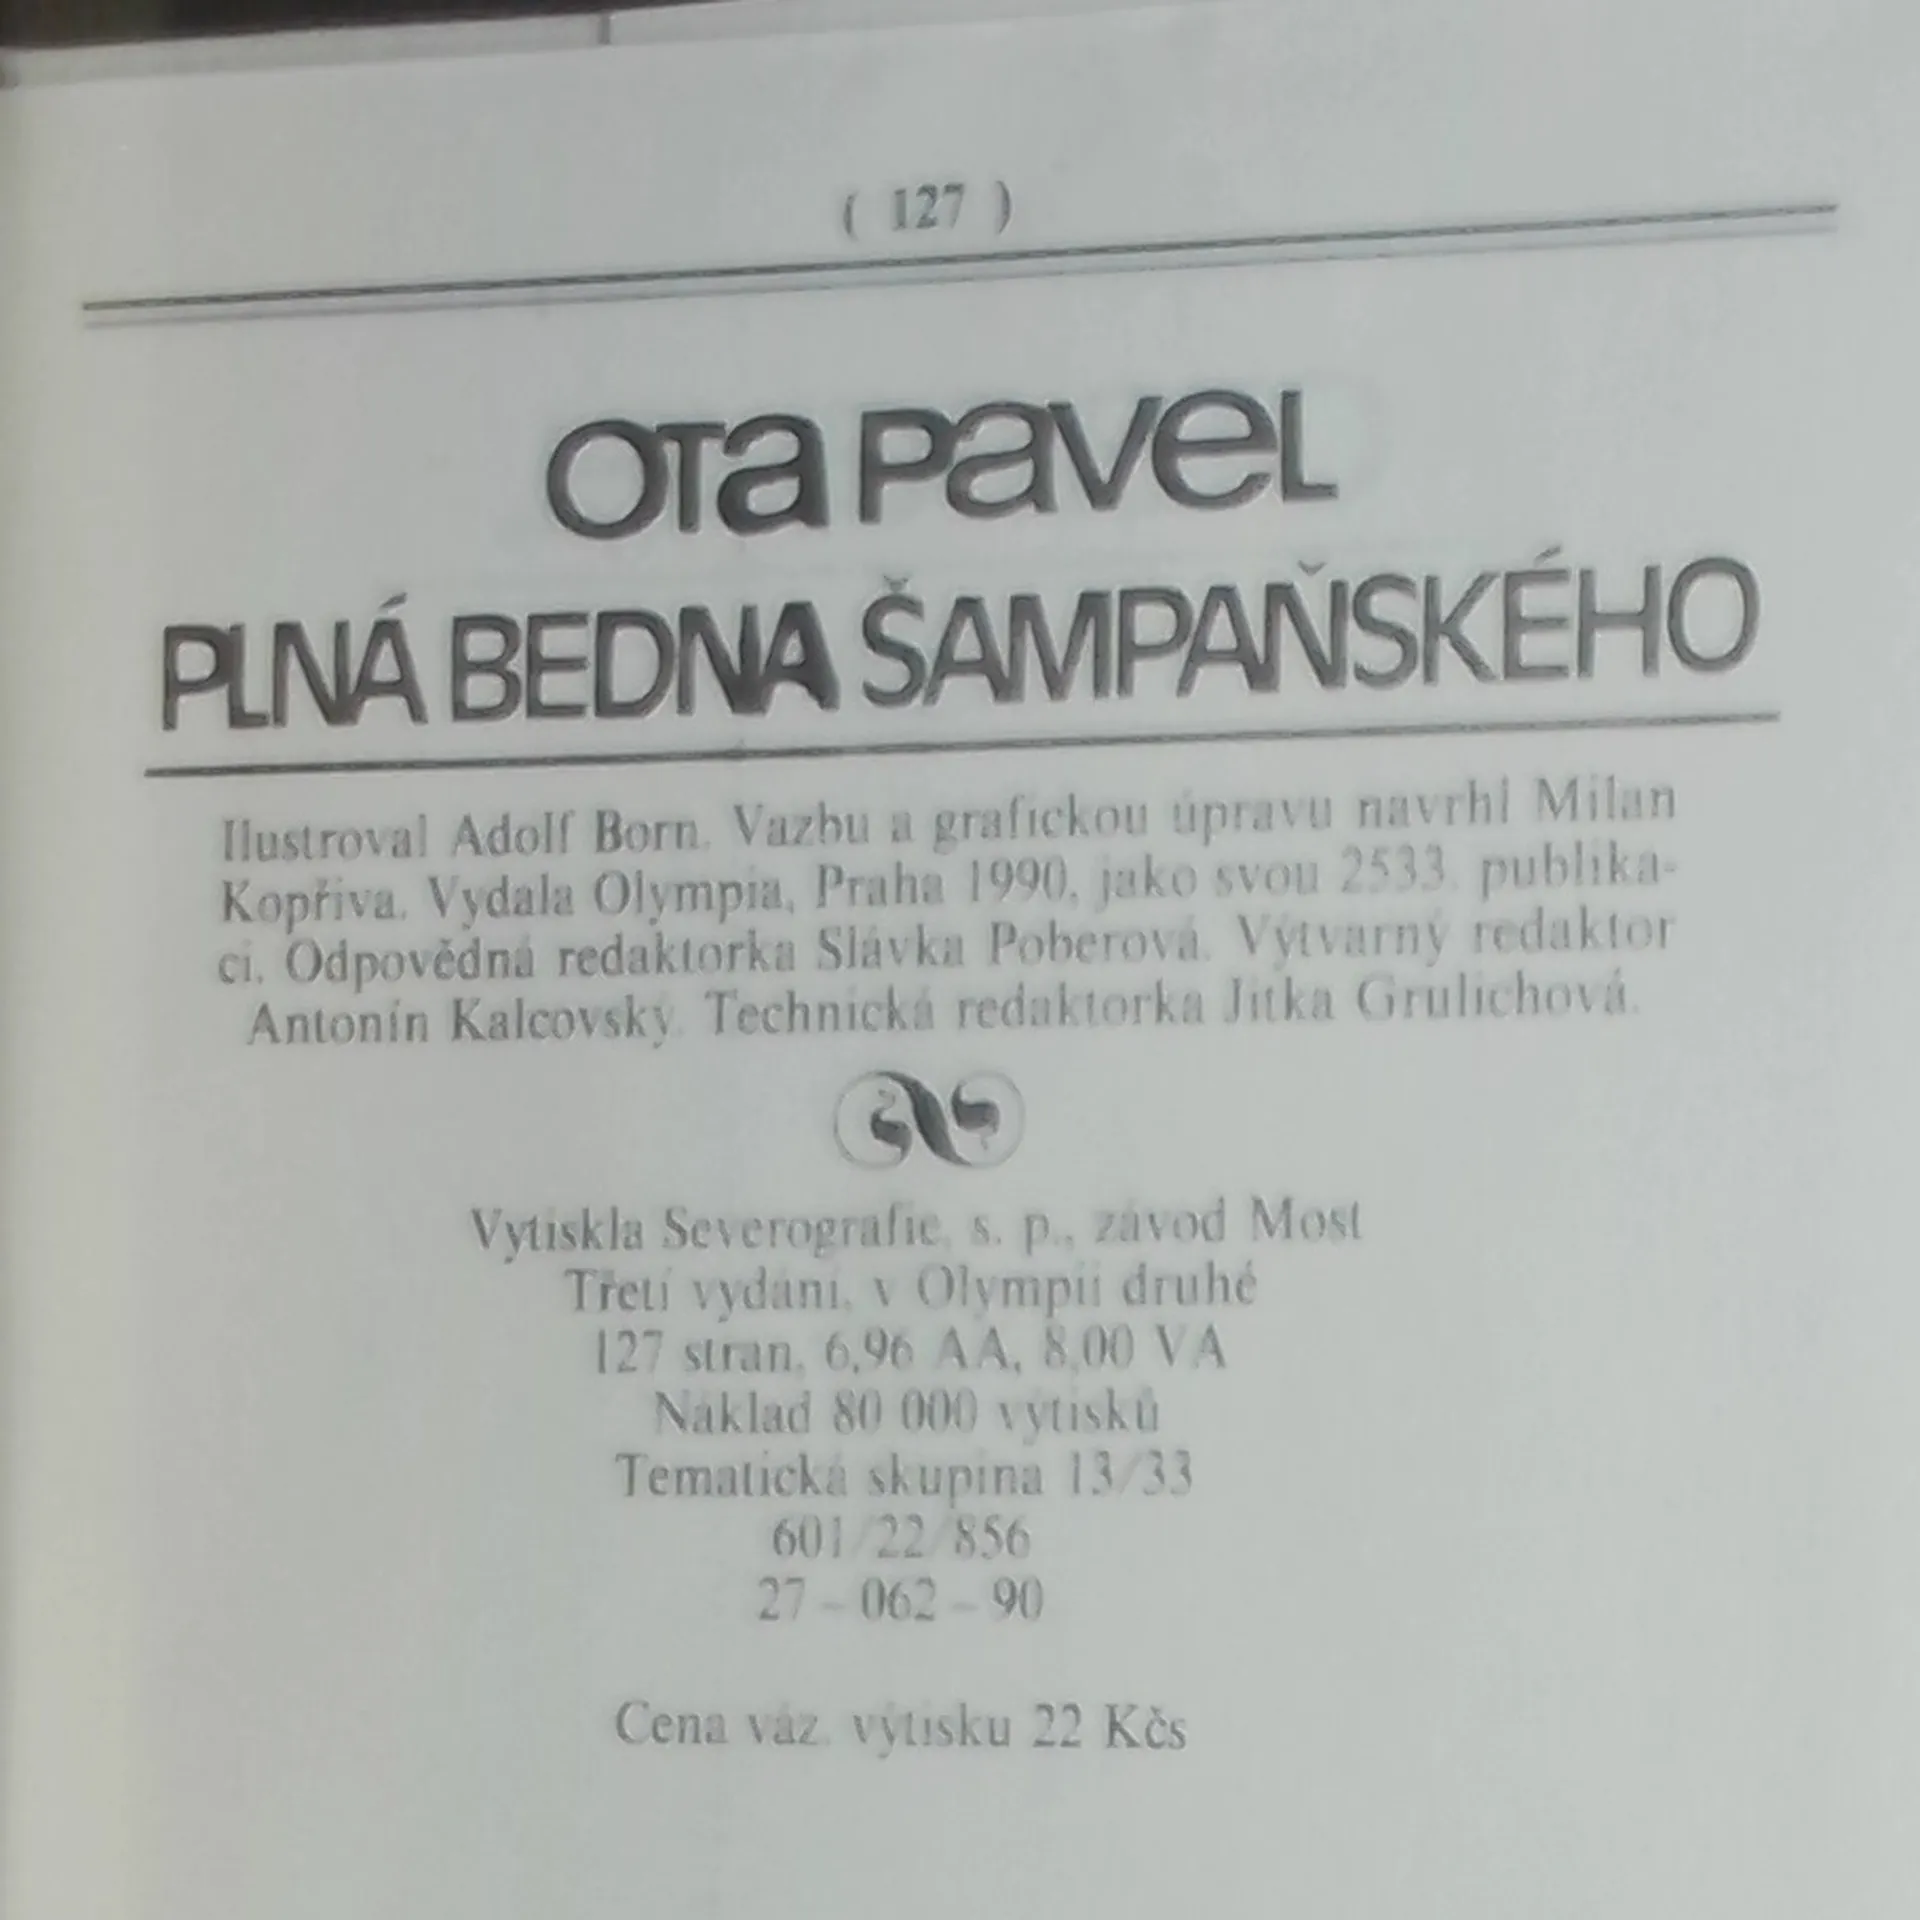 ( 127 )
OTA PAVEL
PLNÁ BEDNA ŠAMPAŇSKÉHO
Ilustroval Adolf Born. Vazbu a grafickou úpravu navrhl Milan
Kopřiva. Vydala Olympia, Praha 1990, jako svou 2533. publika-
ci. Odpovědná redaktorka Slávka Poberová. Výtvarný redaktor
Antonín Kalcovský. Technická redaktorka Jitka Grulichová.
Vytiskla Severografie, s. p., závod Most
Třetí vydání, v Olympii druhé
127 stran, 6,96 AA, 8,00 VA
Náklad 80 000 výtisků
Tematická skupina 13/33
601/22/856
27 – 062 – 90
Cena váz. výtisku 22 Kčs